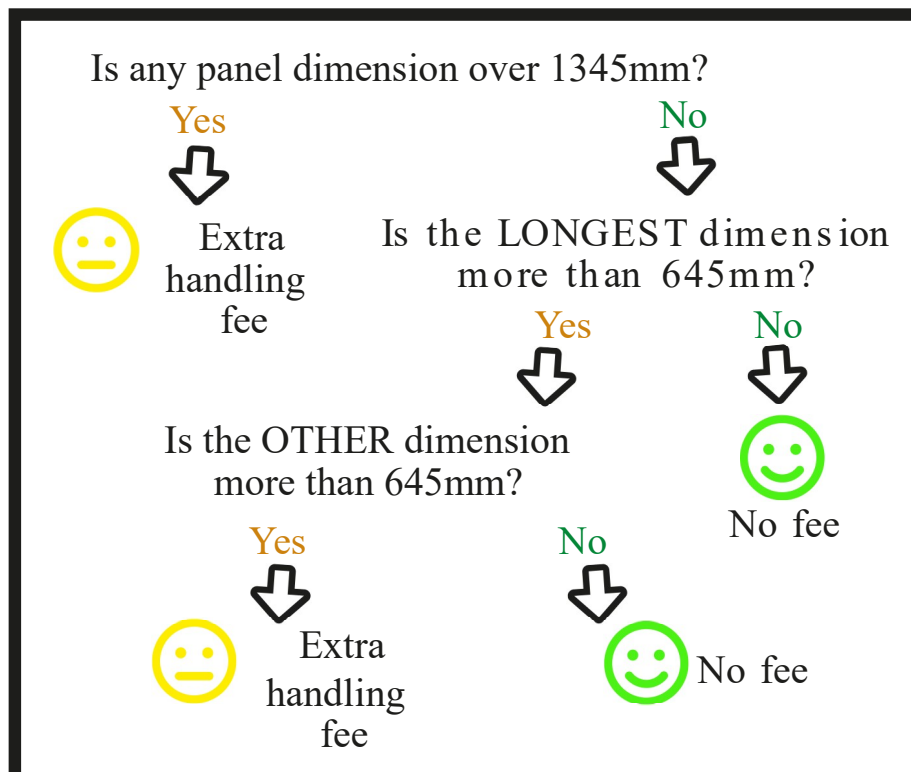 Is any panel dimension over 1345mm?
Yes
No
Extra
handling
fee
Is the LONGEST dimension
more than 645mm?
Yes
No
Is the OTHER dimension
more than 645mm?
No fee
Yes
No
Extra
handling
fee
No fee